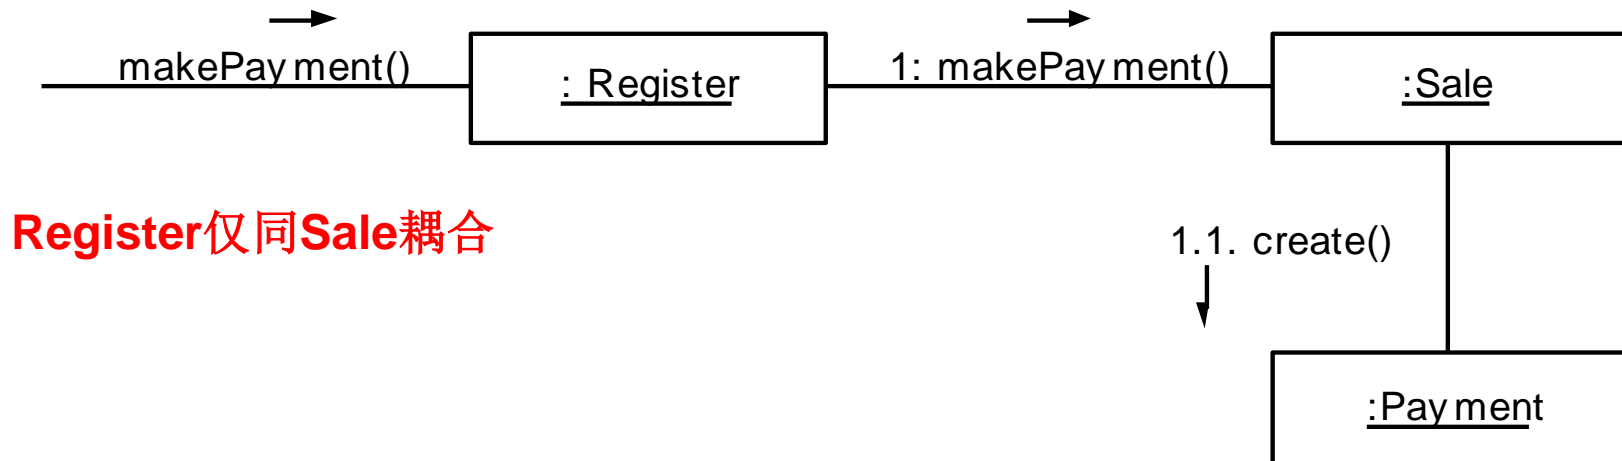 makePayment()
: Register
1: makePayment()
:Sale
Register仅同Sale耦合
1.1. create()
:Payment